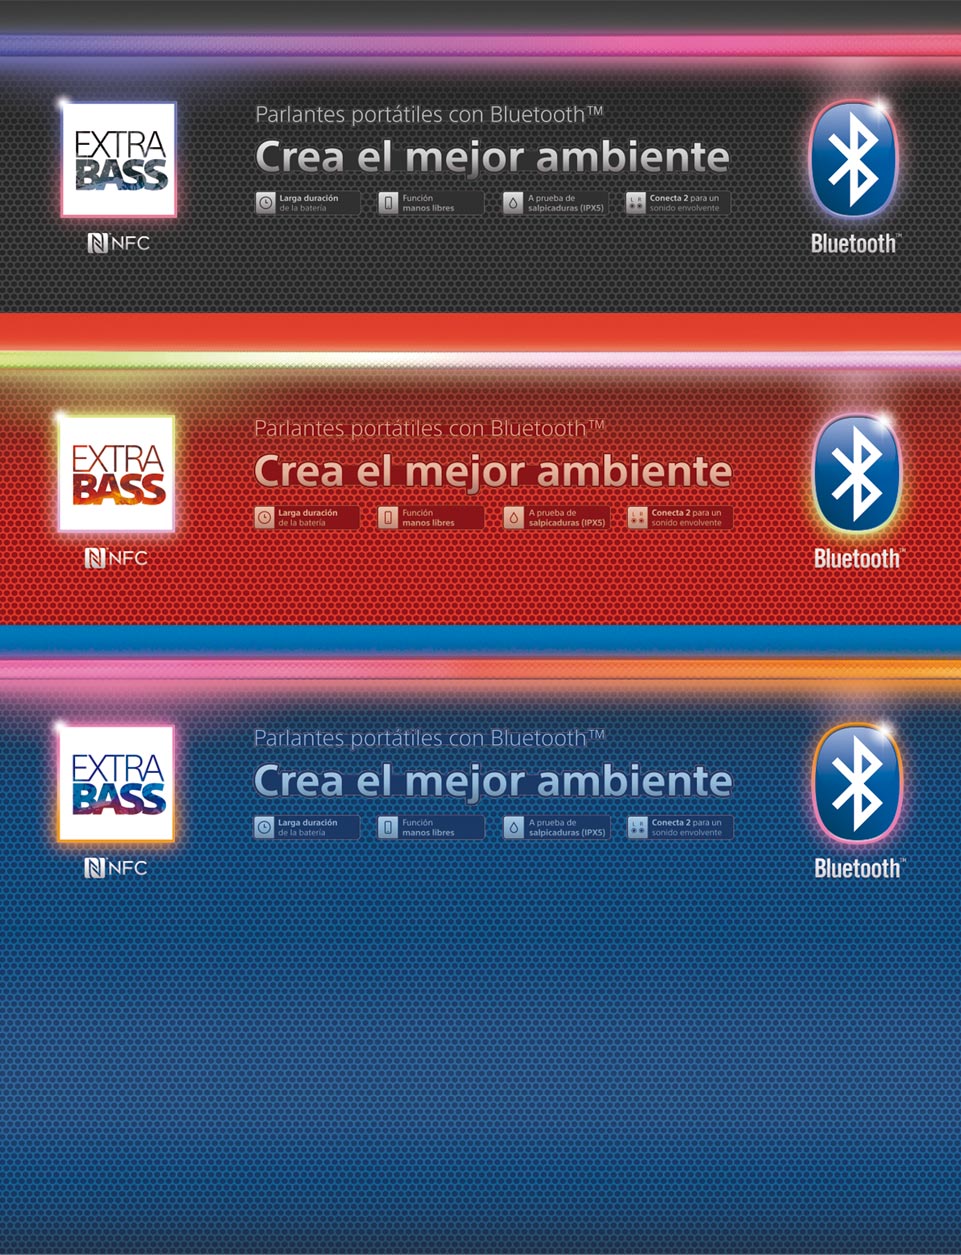 Parlantes portátiles con Bluetooth™
EXTRA
BASS
Crea el mejor ambiente
Larga duración
de la batería
Función
manos libres
A prueba de
salpicaduras (IPX5)
L R
Conecta 2 para un
sonido envolvente
N NFC
Bluetooth™
Parlantes portátiles con Bluetooth™
EXTRA
BASS
Crea el mejor ambiente
Larga duración
de la batería
Función
manos libres
A prueba de
salpicaduras (IPX5)
L R
Conecta 2 para un
sonido envolvente
N NFC
Bluetooth™
Parlantes portátiles con Bluetooth™
EXTRA
BASS
Crea el mejor ambiente
Larga duración
de la batería
Función
manos libres
A prueba de
salpicaduras (IPX5)
L R
Conecta 2 para un
sonido envolvente
N NFC
Bluetooth™